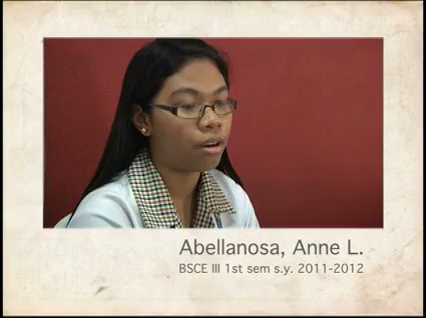 Abellanosa, Anne L.
BSCE III 1st sem s.y. 2011-2012